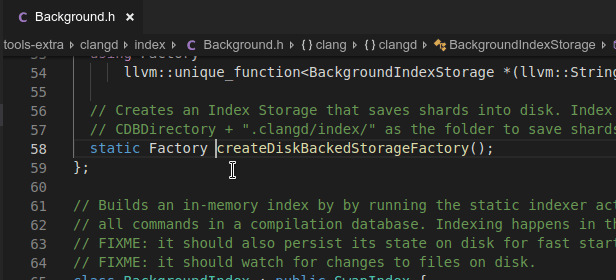 C Background.h ×
tools-extra › clangd › index › C Background.h › {} clang › {} clangd › BackgroundIndexStorage ›
53 using Factory =
54 llvm::unique_function<BackgroundIndexStorage *(llvm::String
55
56 // Creates an Index Storage that saves shards into disk. Index
57 // CDBDirectory + ".clangd/index/" as the folder to save shards
58 static Factory createDiskBackedStorageFactory();
59 };
60
61 // Builds an in-memory index by by running the static indexer act
62 // all commands in a compilation database. Indexing happens in th
63 // FIXME: it should also persist its state on disk for fast start
64 // FIXME: it should watch for changes to files on disk.
65 class BackgroundIndex : public SwapIndex {